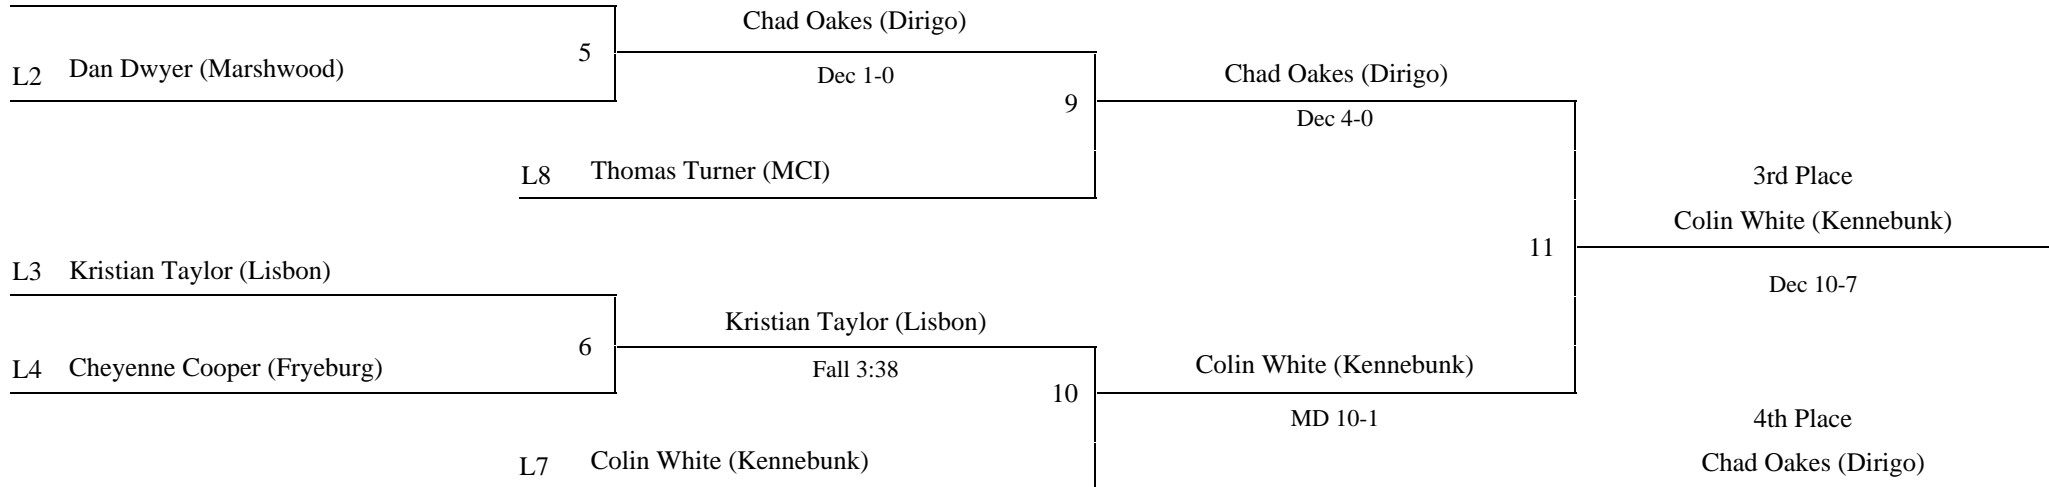 Chad Oakes (Dirigo)
5
L2 Dan Dwyer (Marshwood)
Dec 1-0
Chad Oakes (Dirigo)
9
Dec 4-0
L8 Thomas Turner (MCI)
3rd Place
Colin White (Kennebunk)
11
L3 Kristian Taylor (Lisbon)
Dec 10-7
Kristian Taylor (Lisbon)
6
L4 Cheyenne Cooper (Fryeburg)
Fall 3:38
Colin White (Kennebunk)
10
MD 10-1
4th Place
L7 Colin White (Kennebunk)
Chad Oakes (Dirigo)